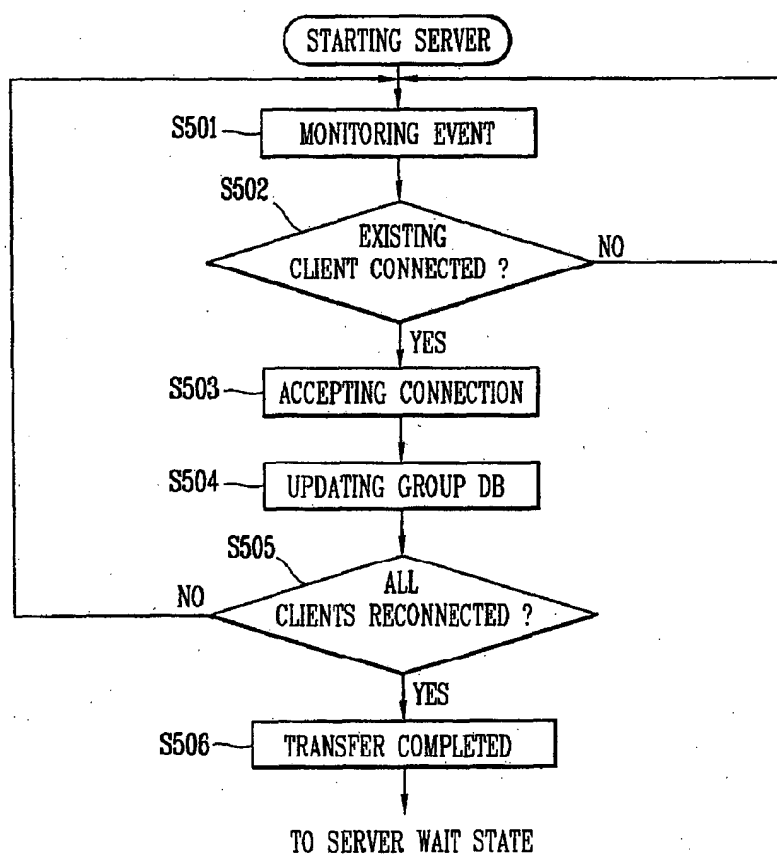 STARTING SERVER
S501
MONITORING EVENT
S502
EXISTING
CLIENT CONNECTED ?
NO
YES
S503
ACCEPTING CONNECTION
S504
UPDATING GROUP DB
S505
ALL
CLIENTS RECONNECTED ?
NO
YES
S506
TRANSFER COMPLETED
TO SERVER WAIT STATE